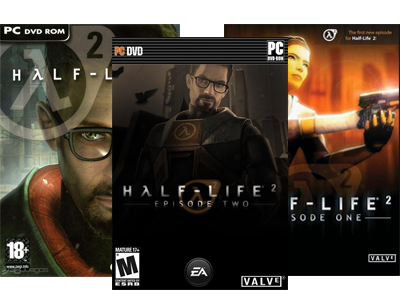 PC DVD ROM
2
HALF-L
18+
PC DVD
PC
DVD-ROM
HALF-LIFE 2
EPISODE TWO
MATURE 17+
M
ESRB
EA
VALVE
The first new episode
for Half-Life 2!
F-LIFE 2
SODE ONE
VALVE